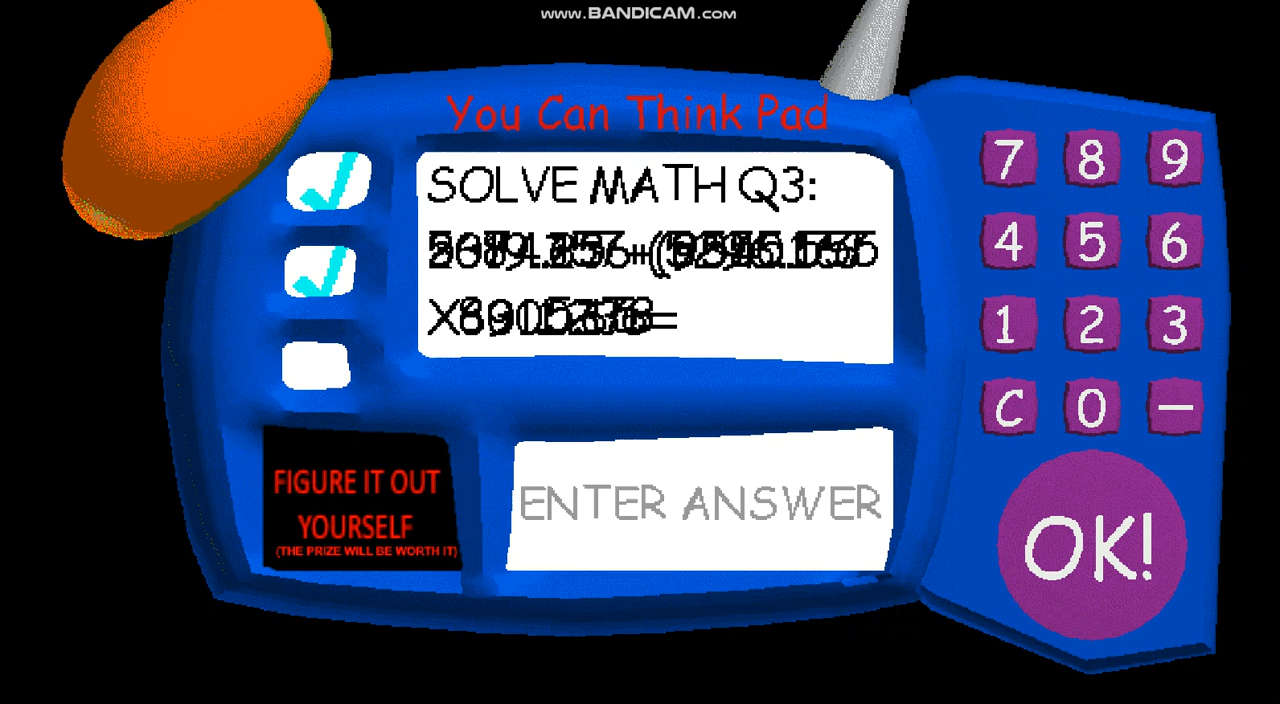 www.BANDICAM.com
You Can Think Pad
SOLVE MATH Q3:
X =
FIGURE IT OUT
YOURSELF
(THE PRIZE WILL BE WORTH IT)
ENTER ANSWER
7 8 9
4 5 6
1 2 3
C 0 —
OK!